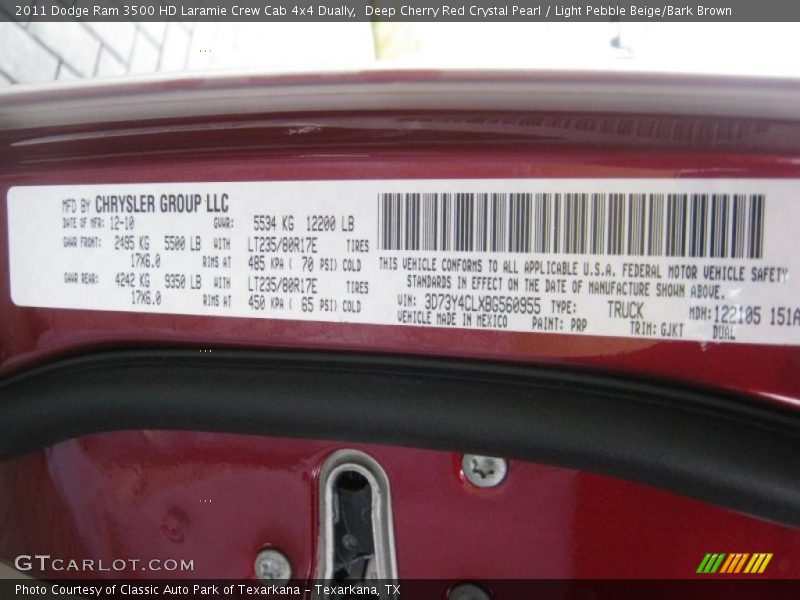 2011 Dodge Ram 3500 HD Laramie Crew Cab 4x4 Dually, Deep Cherry Red Crystal Pearl / Light Pebble Beige/Bark Brown
MFD BY CHRYSLER GROUP LLC
DATE OF MFR: 12-10 GVWR: 5534 KG 12200 LB
GAWR FRONT: 2495 KG 5500 LB WITH LT235/80R17E TIRES
17X6.0 RIMS AT 485 KPA ( 70 PSI) COLD
GAWR REAR: 4242 KG 9350 LB WITH LT235/80R17E TIRES
17X6.0 RIMS AT 450 KPA ( 65 PSI) COLD
THIS VEHICLE CONFORMS TO ALL APPLICABLE U.S.A. FEDERAL MOTOR VEHICLE SAFETY
STANDARDS IN EFFECT ON THE DATE OF MANUFACTURE SHOWN ABOVE.
VIN: 3D73Y4CLXBG560955 TYPE: TRUCK MDH: 122105 151A
VEHICLE MADE IN MEXICO PAINT: PRP TRIM: GJKT DUAL
GTCARLOT.COM
Photo Courtesy of Classic Auto Park of Texarkana – Texarkana, TX